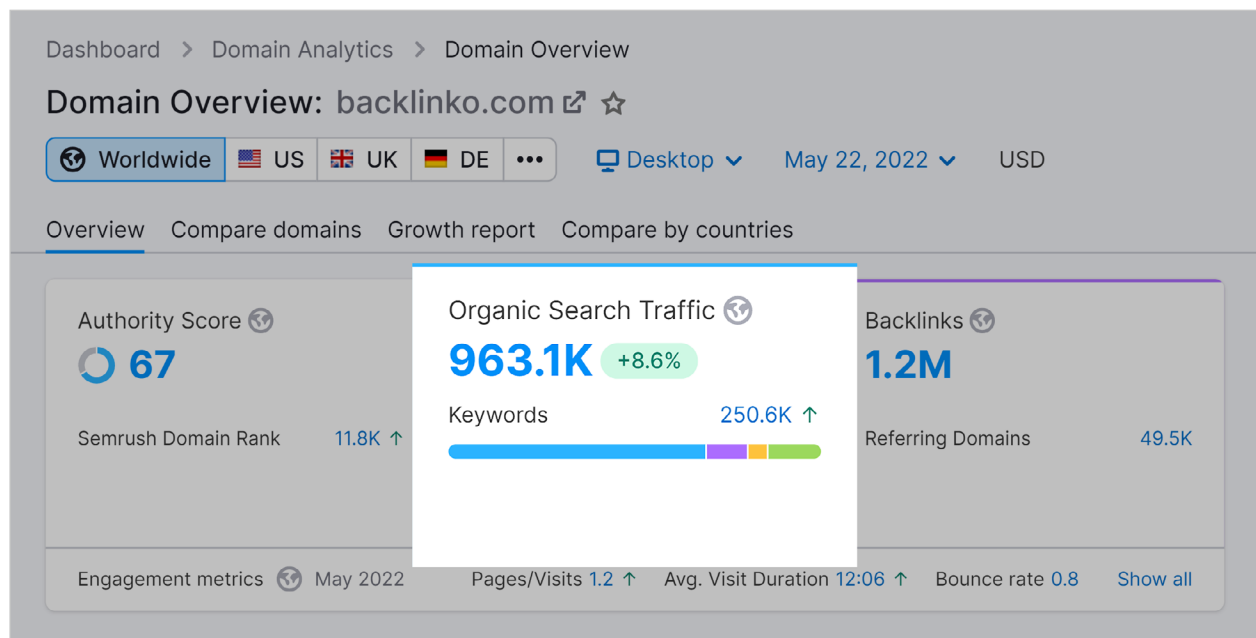 Dashboard > Domain Analytics > Domain Overview
Domain Overview: backlinko.com
Worldwide US UK DE ••• Desktop May 22, 2022 USD
Overview Compare domains Growth report Compare by countries
Authority Score
67
Semrush Domain Rank 11.8K ↑
Organic Search Traffic
963.1K +8.6%
Keywords 250.6K ↑
Backlinks
1.2M
Referring Domains 49.5K
Engagement metrics May 2022 Pages/Visits 1.2 ↑ Avg. Visit Duration 12:06 ↑ Bounce rate 0.8 Show all